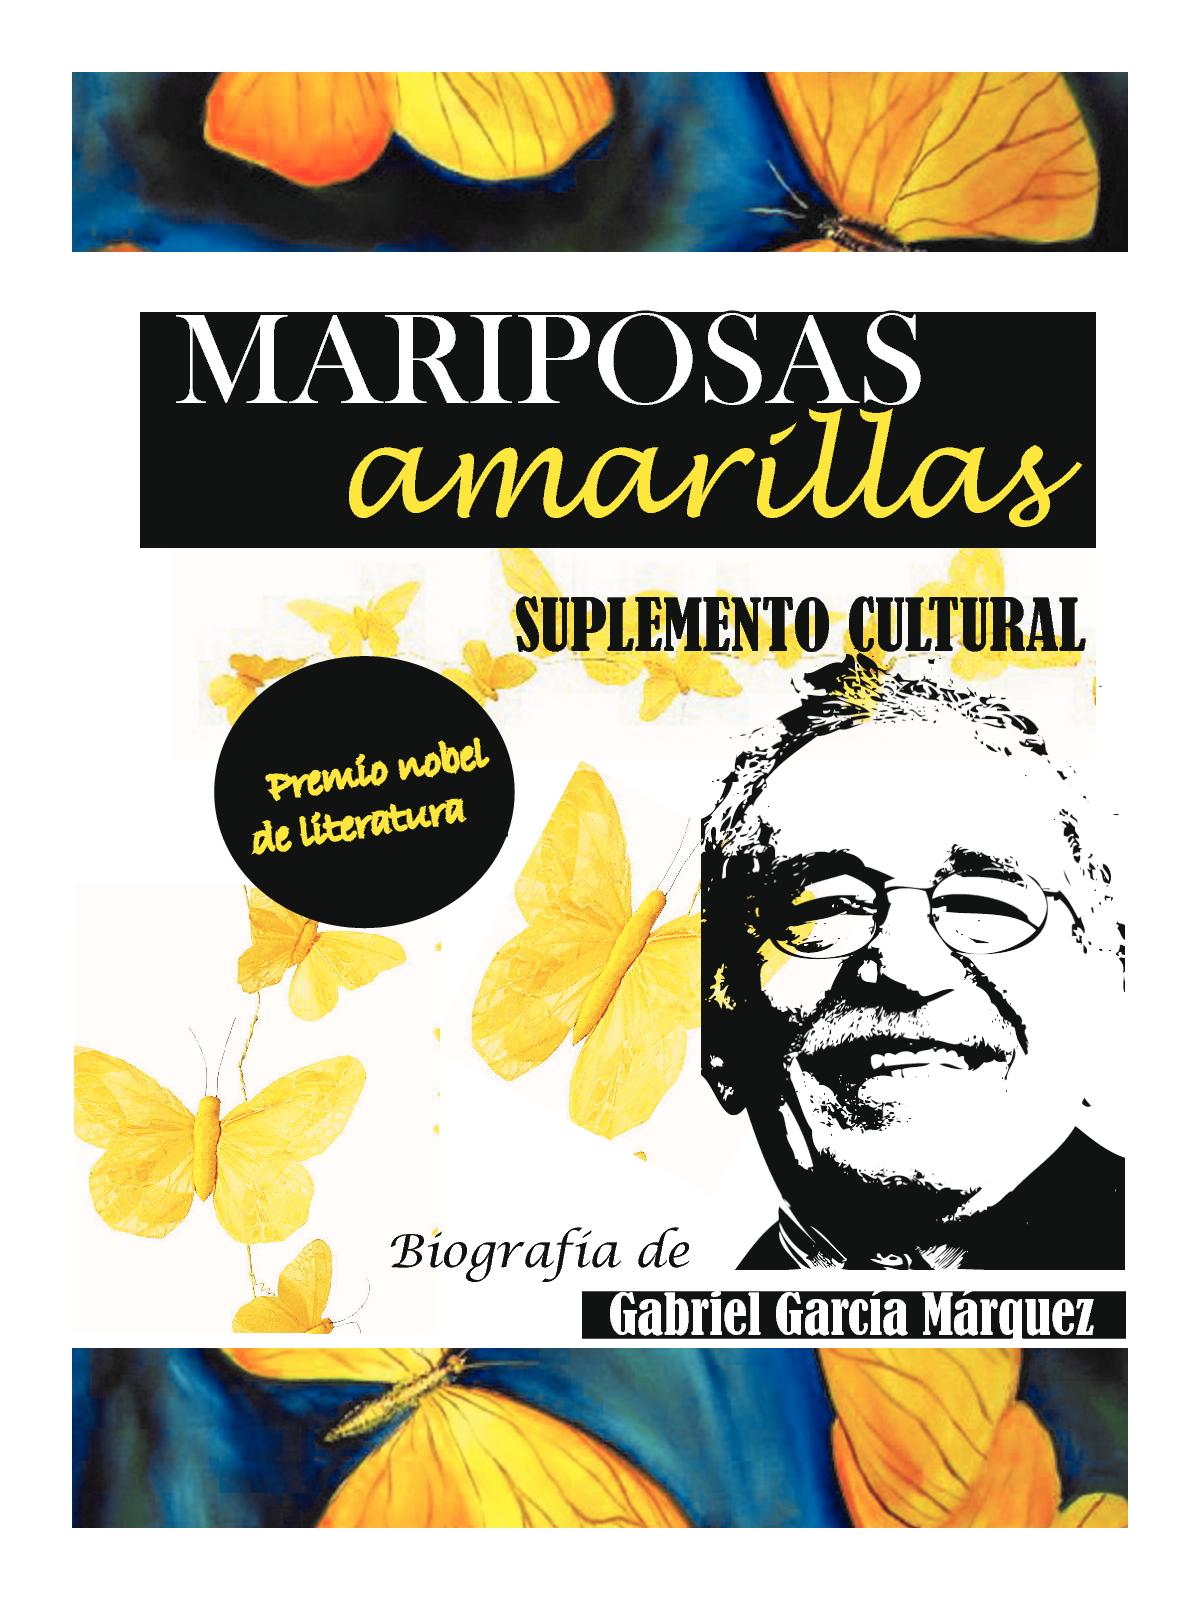 MARIPOSAS
amarillas
SUPLEMENTO CULTURAL
Premio nobel
de literatura
Biografía de
Gabriel García Márquez